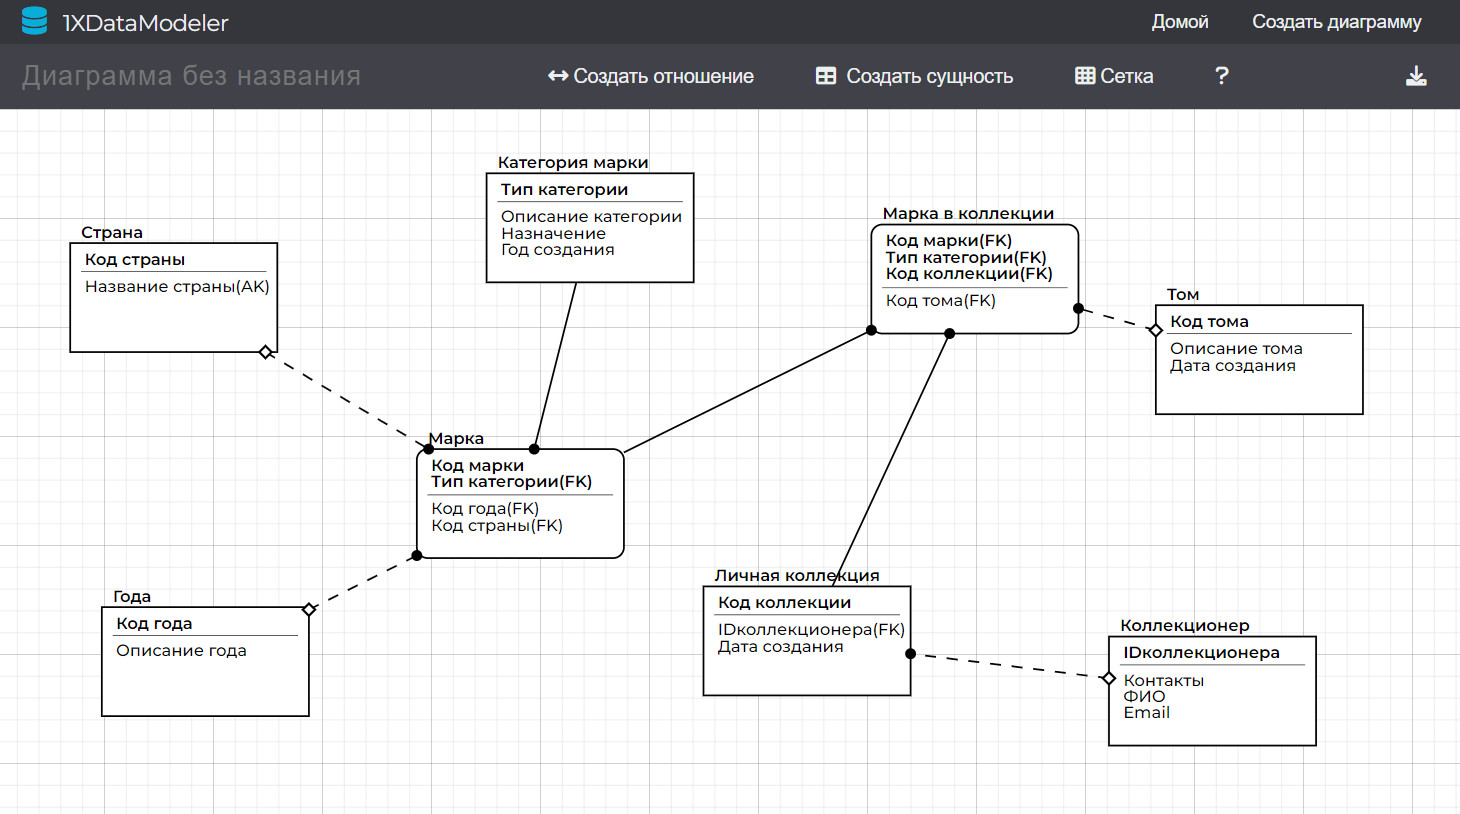 1XDataModeler
Домой
Создать диаграмму
Диаграмма без названия
Создать отношение
Создать сущность
Сетка
?
Категория марки
Тип категории
Описание категории
Назначение
Год создания
Марка в коллекции
Код марки(FK)
Тип категории(FK)
Код коллекции(FK)
Код тома(FK)
Страна
Код страны
Название страны(AK)
Том
Код тома
Описание тома
Дата создания
Марка
Код марки
Тип категории(FK)
Код года(FK)
Код страны(FK)
Личная коллекция
Код коллекции
IDколлекционера(FK)
Дата создания
Года
Код года
Описание года
Коллекционер
IDколлекционера
Контакты
ФИО
Email